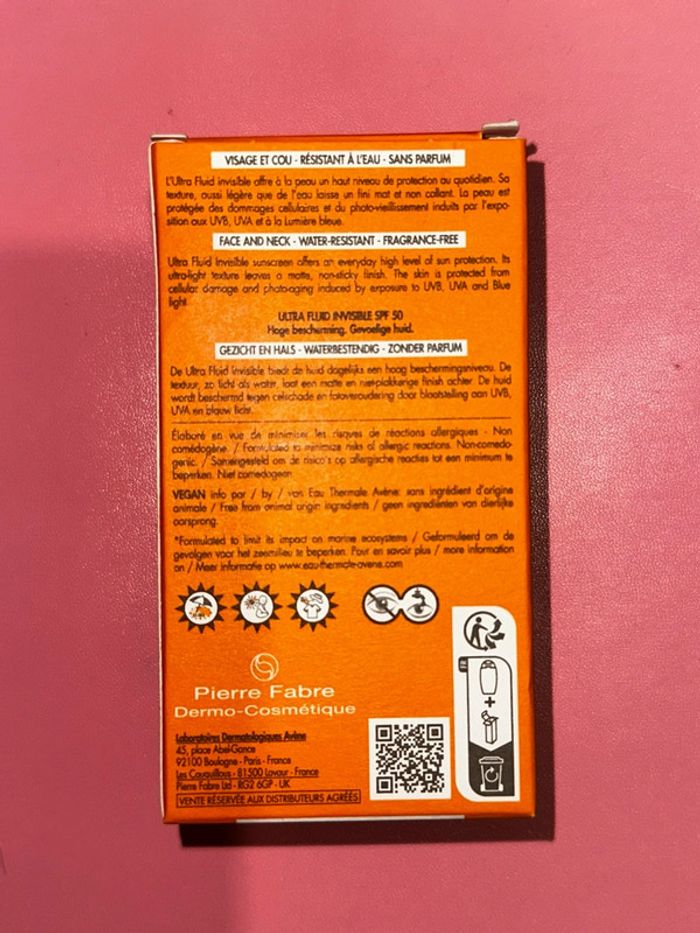 VISAGE ET COU - RÉSISTANT À L'EAU - SANS PARFUM
L'Ultra Fluid invisible offre à la peau un haut niveau de protection au quotidien. Sa
texture, aussi légère que de l'eau laisse un fini mat et non collant. La peau est
protégée des dommages cellulaires et du photo-vieillissement induits par l'expo-
sition aux UVB, UVA et à la Lumière bleue.
FACE AND NECK - WATER-RESISTANT - FRAGRANCE-FREE
Ultra Fluid Invisible sunscreen offers an everyday high level of sun protection. Its
ultra-light texture leaves a matte, non-sticky finish. The skin is protected from
cellular damage and photo-aging induced by exposure to UVB, UVA and Blue
light.
ULTRA FLUID INVISIBLE SPF 50
Hoge bescherming. Gevoelige huid.
GEZICHT EN HALS - WATERBESTENDIG - ZONDER PARFUM
De Ultra Fluid Invisible biedt de huid dagelijks een hoog beschermingsniveau. De
textuur, zo licht als water, laat een matte en niet-plakkerige finish achter. De huid
wordt beschermd tegen celschade en fotoveroudering door blootstelling aan UVB,
UVA en blauw licht.
Élaboré en vue de minimiser les risques de réactions allergiques - Non
comédogène. / Formulated to minimize risks of allergic reactions. Non-comedo-
genic. / Samengesteld om de risico's op allergische reacties tot een minimum te
beperken. Niet comedogeen.
VEGAN info par / by / van Eau Thermale Avène: sans ingrédient d'origine
animale / Free from animal origin ingredients / geen ingrediënten van dierlijke
oorsprong.
*Formulated to limit its impact on marine ecosystems / Geformuleerd om de
gevolgen voor het zeemilieu te beperken. Pour en savoir plus / more information
on / Meer informatie op www.eau-thermale-avene.com
Pierre Fabre
Dermo-Cosmétique
Laboratoires Dermatologiques Avène
45, place Abel-Gance
92100 Boulogne - Paris - France
Les Cauquillous - 81500 Lavaur - France
Pierre Fabre Ltd - RG2 6GP - UK
VENTE RÉSERVÉE AUX DISTRIBUTEURS AGRÉÉS
+